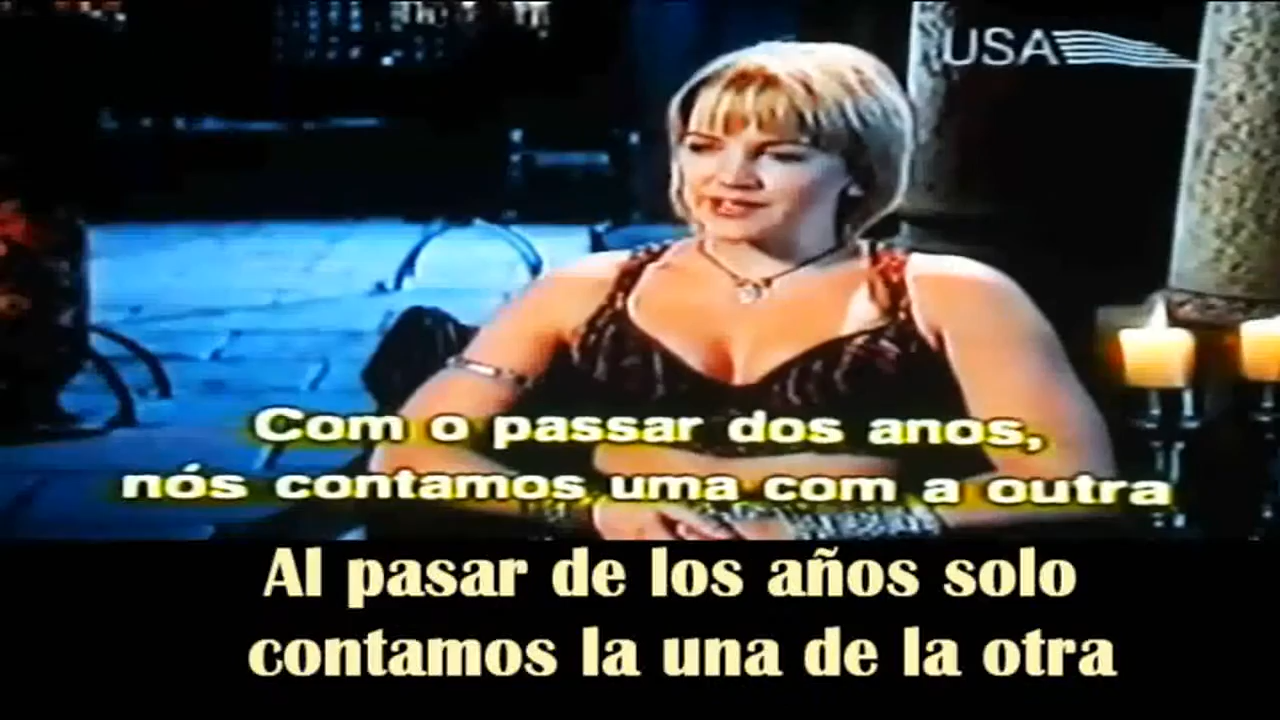 USA
Com o passar dos anos,
nós contamos uma com a outra
Al pasar de los años solo
contamos la una de la otra